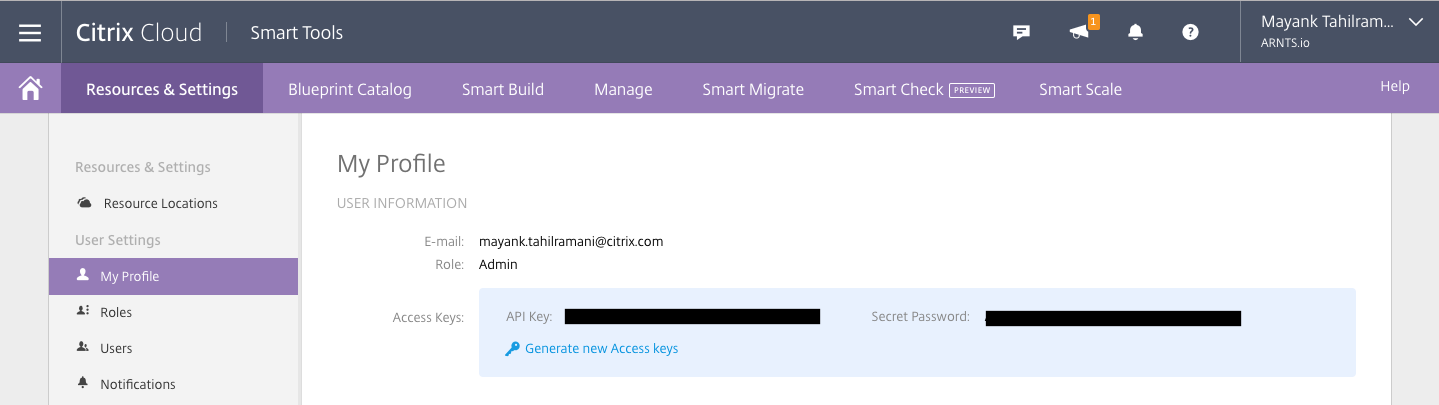 Citrix Cloud Smart Tools 1 ? Mayank Tahilram...
ARNTS.io
Resources & Settings Blueprint Catalog Smart Build Manage Smart Migrate Smart Check PREVIEW Smart Scale Help
Resources & Settings
Resource Locations
User Settings
My Profile
Roles
Users
Notifications
My Profile
USER INFORMATION
E-mail: mayank.tahilramani@citrix.com
Role: Admin
Access Keys: API Key: Secret Password:
Generate new Access keys